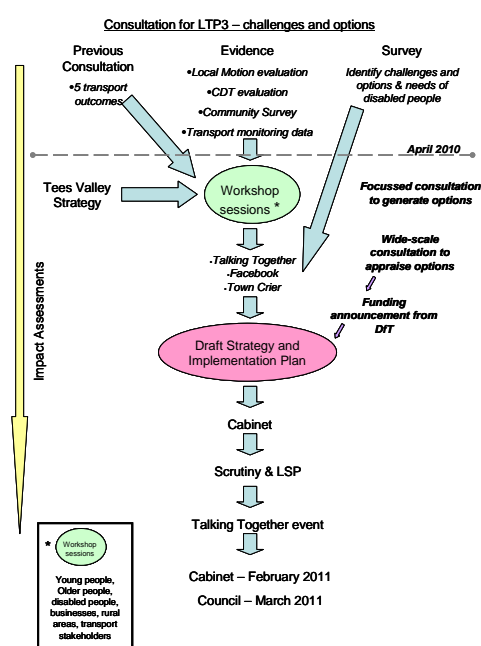 Consultation for LTP3 – challenges and options
Previous
Consultation
•5 transport
outcomes
Evidence
•Local Motion evaluation
•CDT evaluation
•Community Survey
•Transport monitoring data
Survey
Identify challenges and
options & needs of
disabled people
April 2010
Tees Valley
Strategy
Workshop
sessions *
Focussed consultation
to generate options
-Talking Together
-Facebook
-Town Crier
Wide-scale
consultation to
appraise options
Funding
announcement from
DfT
Impact Assessments
Draft Strategy and
Implementation Plan
Cabinet
Scrutiny & LSP
Talking Together event
Cabinet – February 2011
Council – March 2011
* Workshop
sessions
Young people,
Older people,
disabled people,
businesses, rural
areas, transport
stakeholders